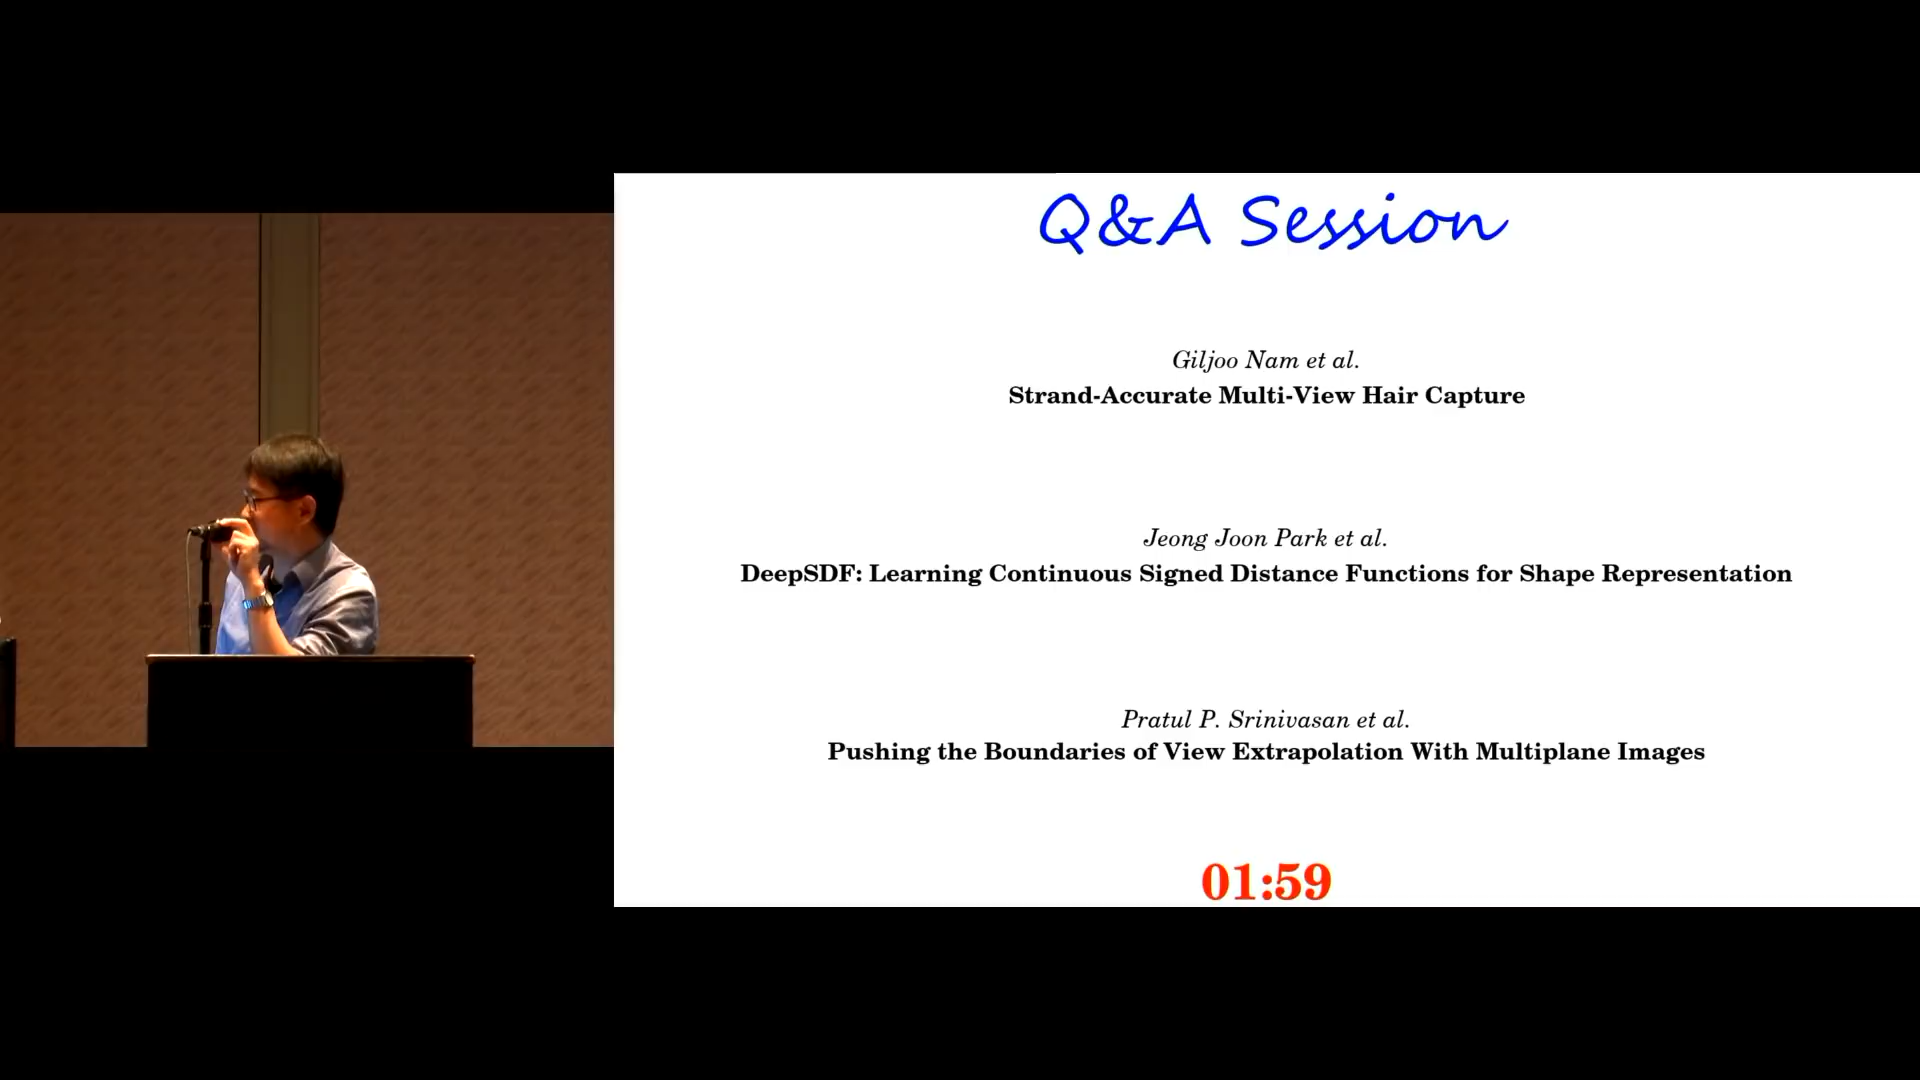 Q&A Session
Giljoo Nam et al.
Strand-Accurate Multi-View Hair Capture
Jeong Joon Park et al.
DeepSDF: Learning Continuous Signed Distance Functions for Shape Representation
Pratul P. Srinivasan et al.
Pushing the Boundaries of View Extrapolation With Multiplane Images
01:59